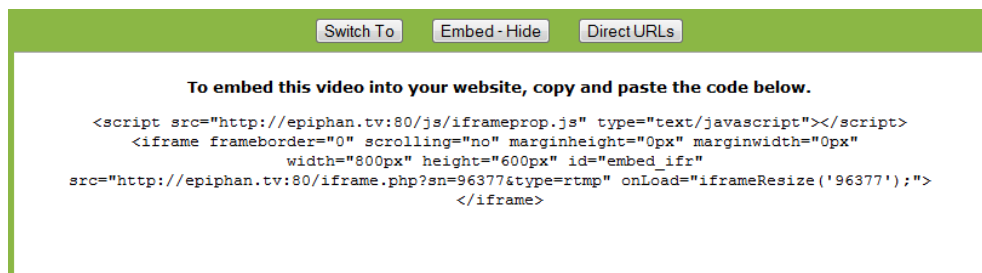 Switch To Embed - Hide Direct URLs
To embed this video into your website, copy and paste the code below.
<script src="http://epiphan.tv:80/js/iframeprop.js" type="text/javascript"></script>
<iframe frameborder="0" scrolling="no" marginheight="0px" marginwidth="0px"
width="800px" height="600px" id="embed_ifr"
src="http://epiphan.tv:80/iframe.php?sn=96377&type=rtmp" onLoad="iframeResize('96377');">
</iframe>